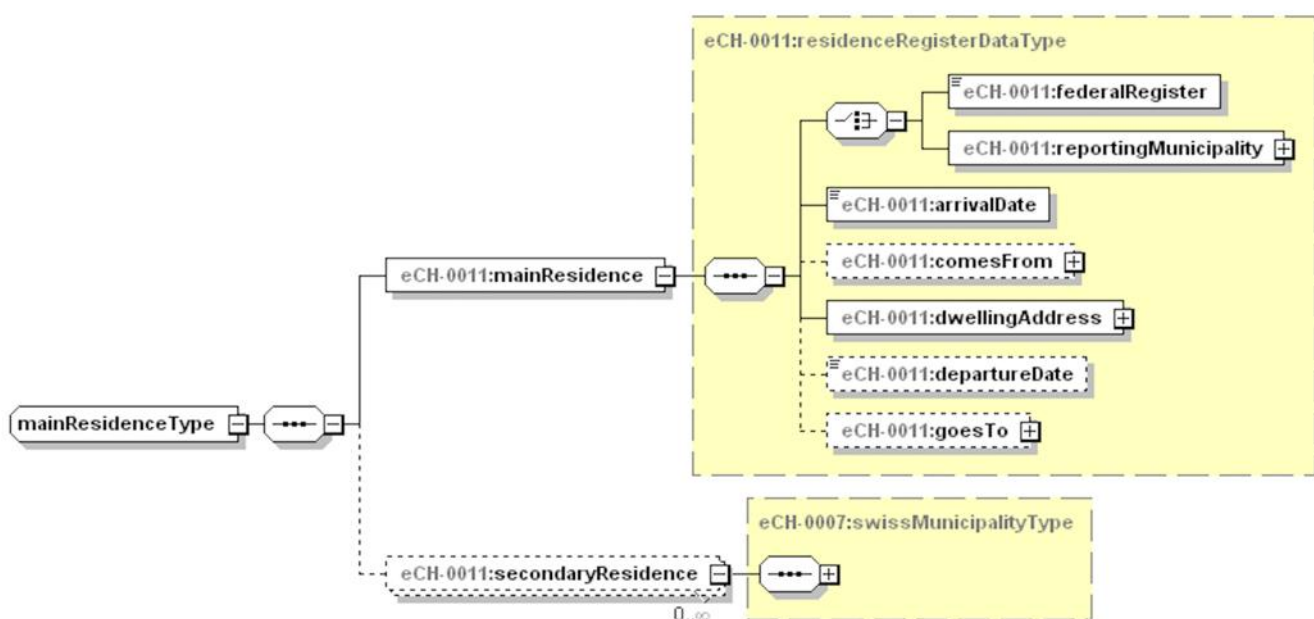 eCH-0011:residenceRegisterDataType
eCH-0011:federalRegister
eCH-0011:reportingMunicipality
eCH-0011:arrivalDate
eCH-0011:comesFrom
eCH-0011:mainResidence
eCH-0011:dwellingAddress
eCH-0011:departureDate
mainResidenceType
eCH-0011:goesTo
eCH-0007:swissMunicipalityType
eCH-0011:secondaryResidence
0..∞